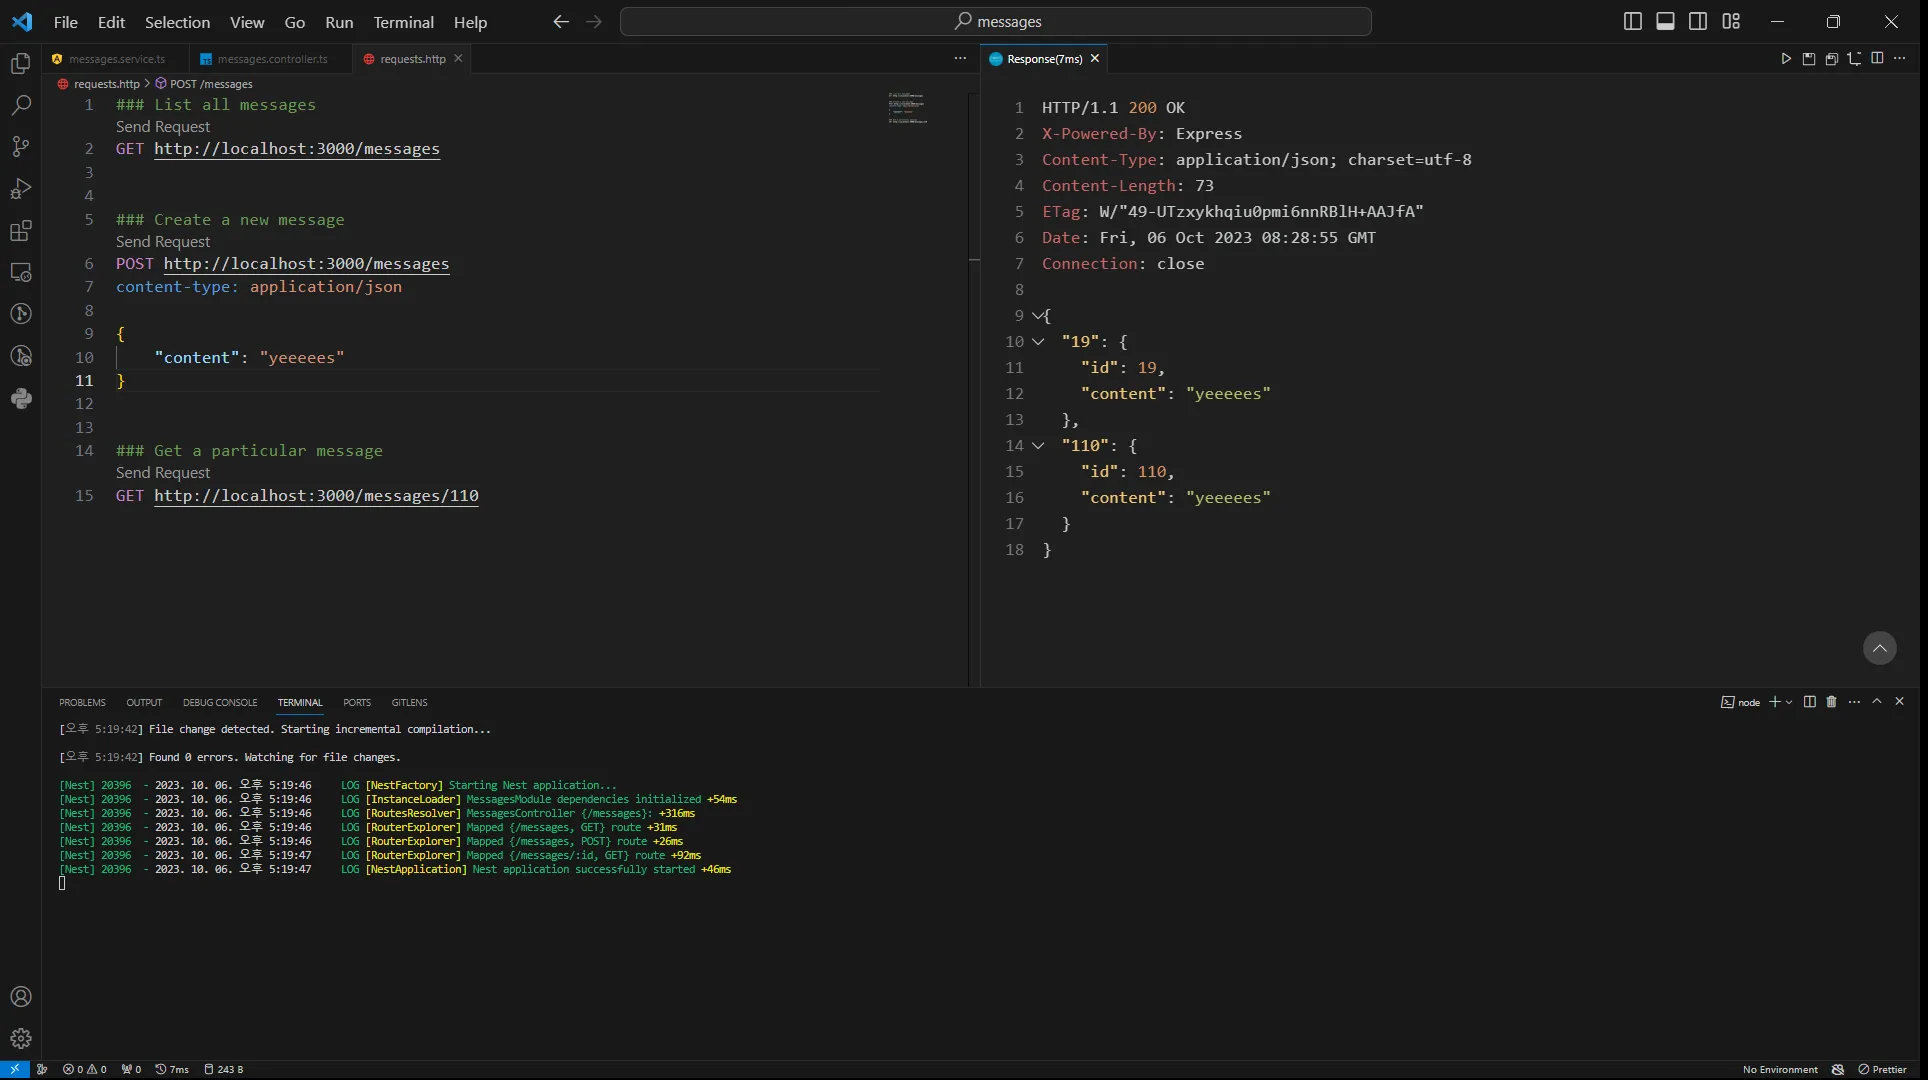 File Edit Selection View Go Run Terminal Help
messages
messages.service.ts messages.controller.ts requests.http
requests.http > POST /messages
1 ### List all messages
Send Request
2 GET http://localhost:3000/messages
3
4
5 ### Create a new message
Send Request
6 POST http://localhost:3000/messages
7 content-type: application/json
8
9 {
10 "content": "yeeeees"
11 }
12
13
14 ### Get a particular message
Send Request
15 GET http://localhost:3000/messages/110
Response(7ms)
1 HTTP/1.1 200 OK
2 X-Powered-By: Express
3 Content-Type: application/json; charset=utf-8
4 Content-Length: 73
5 ETag: W/"49-UTzxykhqiu0pmi6nnRBlH+AAJfA"
6 Date: Fri, 06 Oct 2023 08:28:55 GMT
7 Connection: close
8
9 {
10 "19": {
11 "id": 19,
12 "content": "yeeeees"
13 },
14 "110": {
15 "id": 110,
16 "content": "yeeeees"
17 }
18 }
PROBLEMS OUTPUT DEBUG CONSOLE TERMINAL PORTS GITLENS
node
[오후 5:19:42] File change detected. Starting incremental compilation...
[오후 5:19:42] Found 0 errors. Watching for file changes.
[Nest] 20396 - 2023. 10. 06. 오후 5:19:46 LOG [NestFactory] Starting Nest application...
[Nest] 20396 - 2023. 10. 06. 오후 5:19:46 LOG [InstanceLoader] MessagesModule dependencies initialized +54ms
[Nest] 20396 - 2023. 10. 06. 오후 5:19:46 LOG [RoutesResolver] MessagesController {/messages}: +316ms
[Nest] 20396 - 2023. 10. 06. 오후 5:19:46 LOG [RouterExplorer] Mapped {/messages, GET} route +31ms
[Nest] 20396 - 2023. 10. 06. 오후 5:19:46 LOG [RouterExplorer] Mapped {/messages, POST} route +26ms
[Nest] 20396 - 2023. 10. 06. 오후 5:19:47 LOG [RouterExplorer] Mapped {/messages/:id, GET} route +92ms
[Nest] 20396 - 2023. 10. 06. 오후 5:19:47 LOG [NestApplication] Nest application successfully started +46ms
0 0 0 7ms 243 B No Environment Prettier